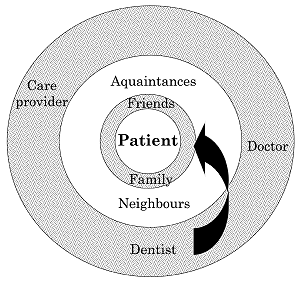 Care
provider
Aquaintances
Friends
Patient
Doctor
Family
Neighbours
Dentist